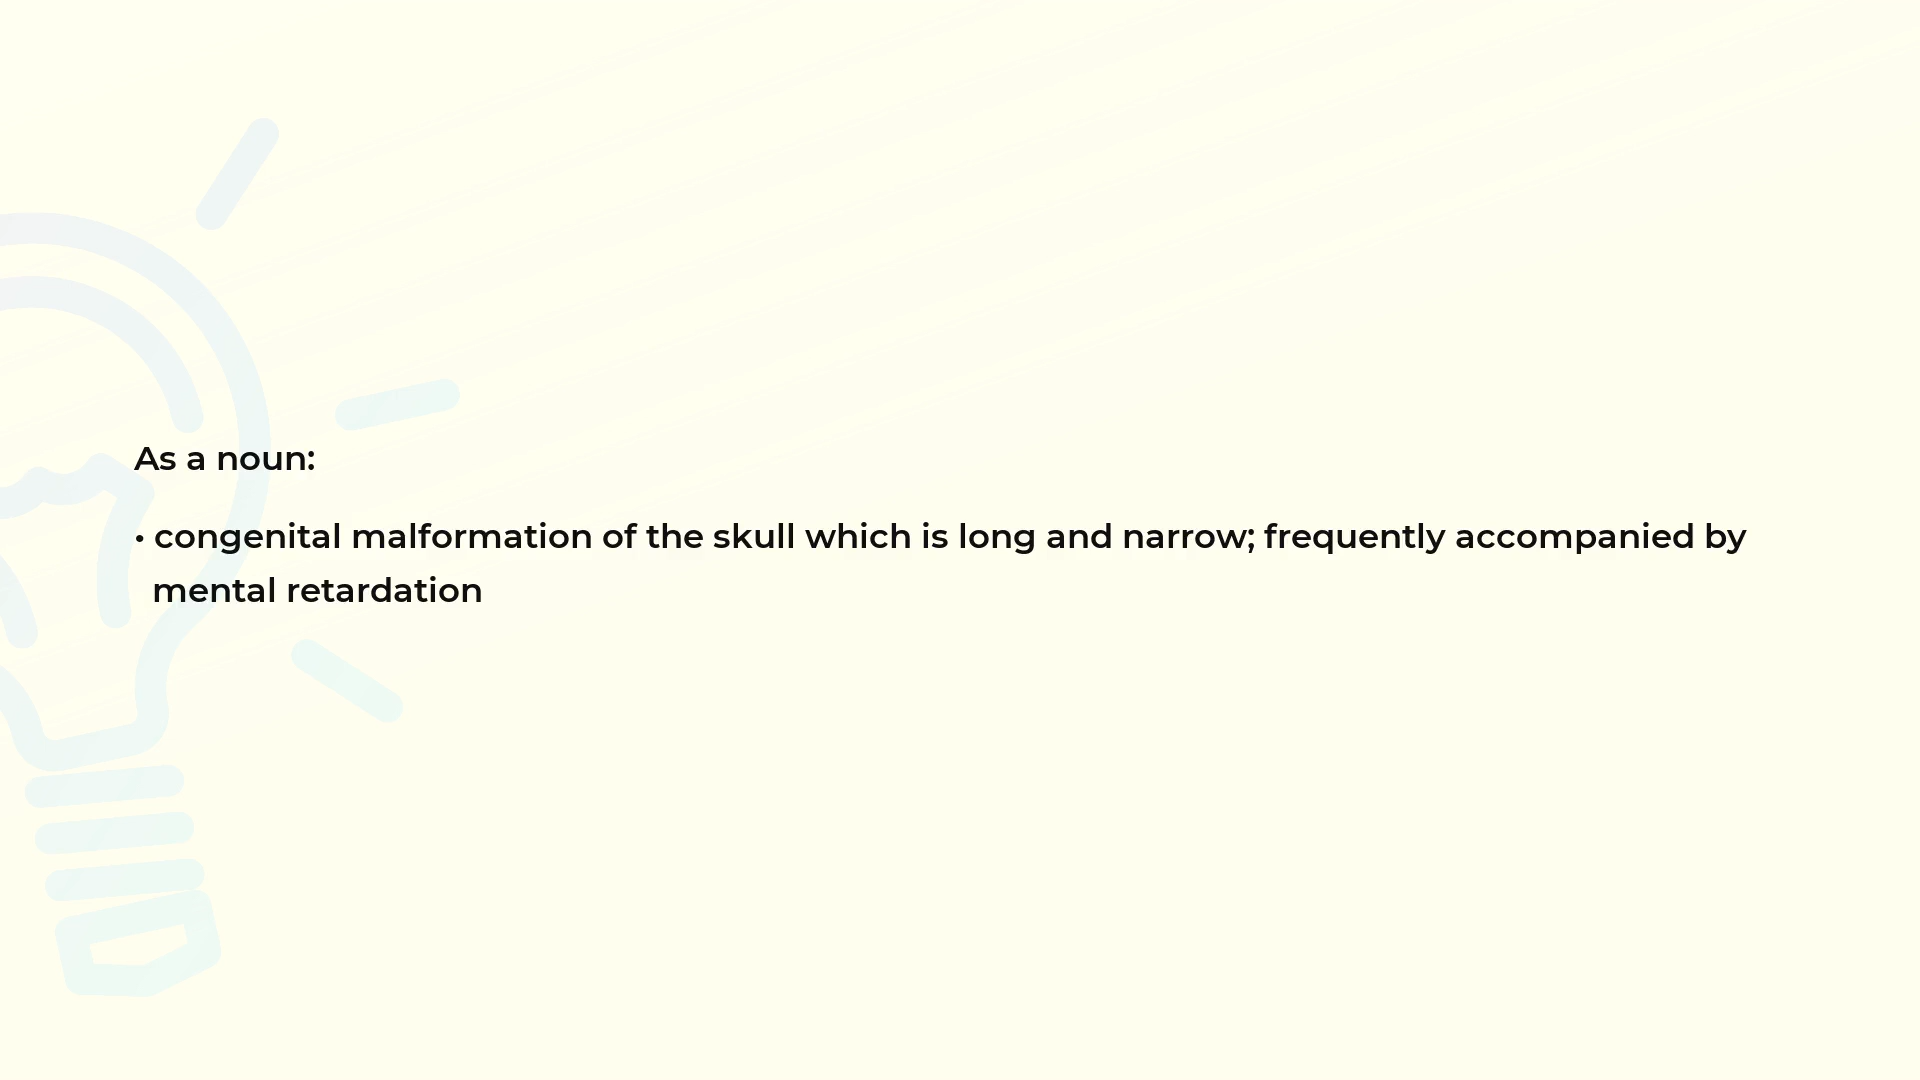 As a noun:
• congenital malformation of the skull which is long and narrow; frequently accompanied by
mental retardation